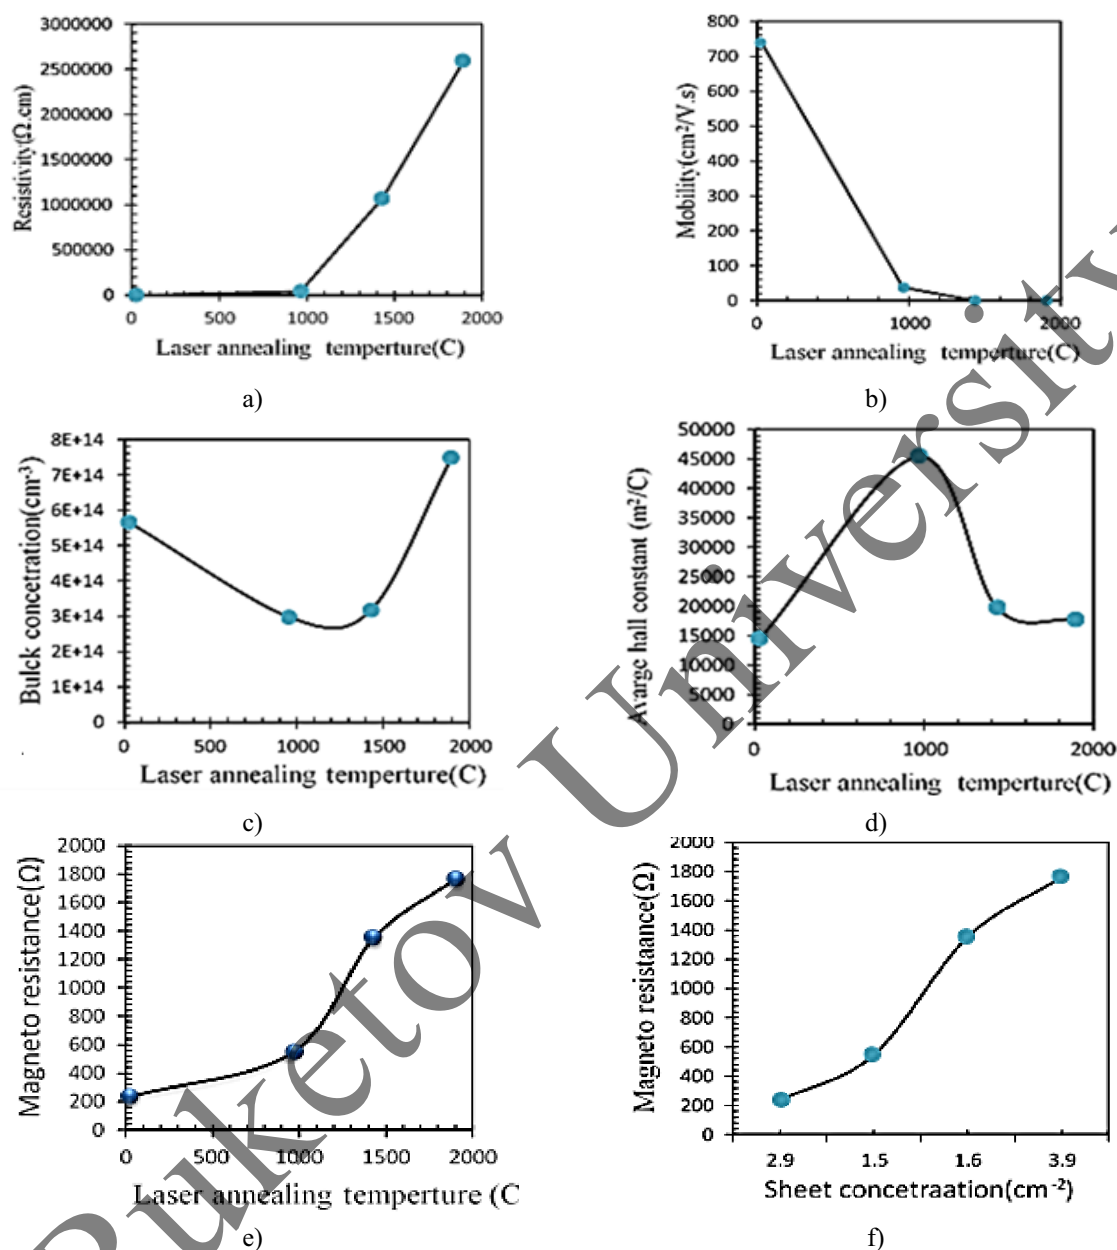 3000000
2500000
2000000
1500000
1000000
500000
0
Resistivity(Ω.cm)
0 500 1000 1500 2000
Laser annealing temperture(C)
a)
800
700
600
500
400
300
200
100
0
Mobility(cm²/V.s)
0 1000 2000
Laser annealing temperture(C)
b)
8E+14
7E+14
6E+14
5E+14
4E+14
3E+14
2E+14
1E+14
0
Bulck concetration(cm⁻³)
0 500 1000 1500 2000
Laser annealing temperture(C)
c)
50000
45000
40000
35000
30000
25000
20000
15000
10000
5000
0
Avarge hall constant (m²/C)
0 1000 2000
Laser annealing temperture(C)
d)
2000
1800
1600
1400
1200
1000
800
600
400
200
0
Magneto resistance(Ω)
0 500 1000 1500 2000
Laser annealing temperture (C
e)
2000
1800
1600
1400
1200
1000
800
600
400
200
0
Magneto resistaance(Ω)
2.9 1.5 1.6 3.9
Sheet concetraation(cm⁻²)
f)
Buketov University